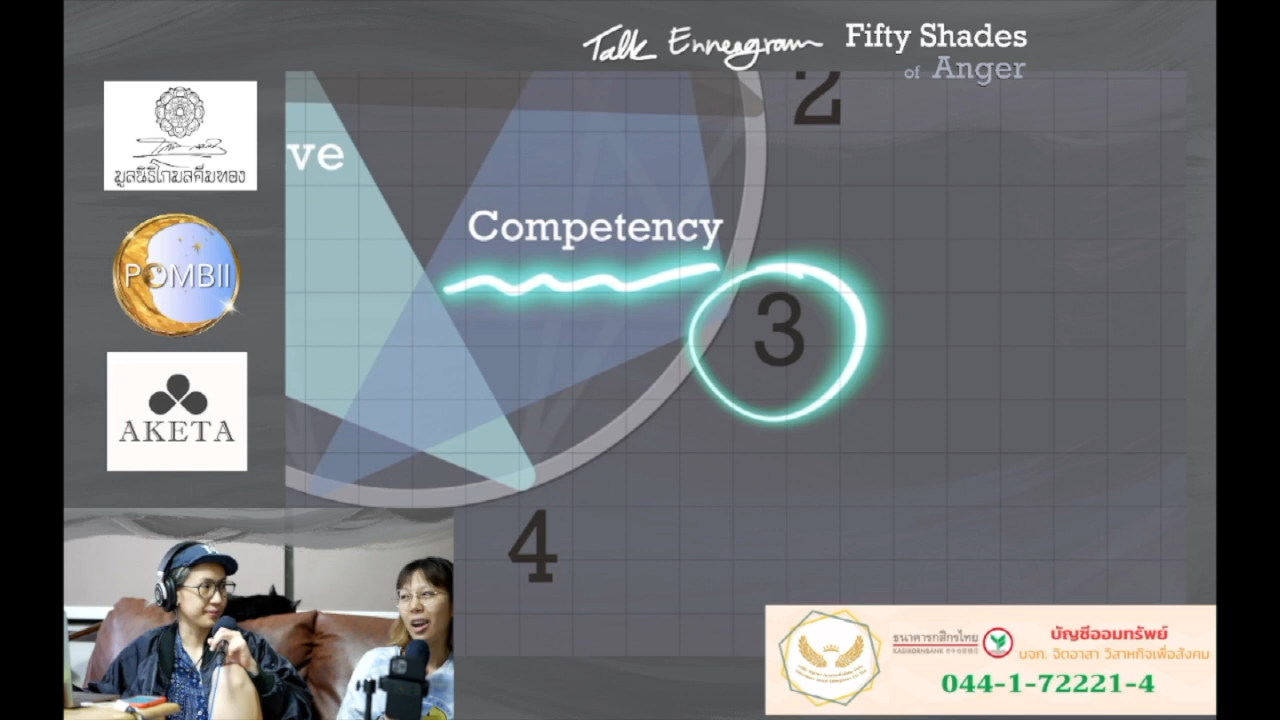 Talk Enneagram
Fifty Shades
of Anger
2
มูลนิธิโกมลคีมทอง
ve
Competency
POMBII
3
AKETA
4
ธนาคารกสิกรไทย
KASIKORNBANK
บัญชีออมทรัพย์
มจก. จิตอาสา วิสาหกิจเพื่อสังคม
044-1-72221-4